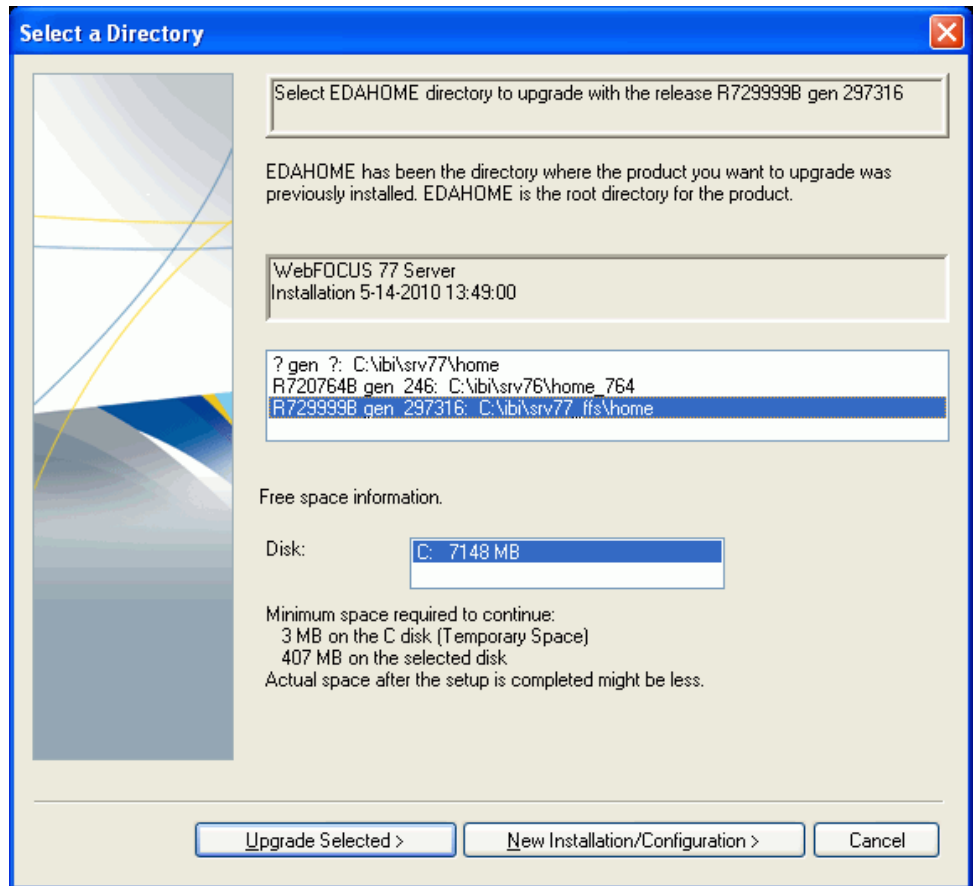 Select a Directory
Select EDAHOME directory to upgrade with the release R729999B gen 297316
EDAHOME has been the directory where the product you want to upgrade was
previously installed. EDAHOME is the root directory for the product.
WebFOCUS 77 Server
Installation 5-14-2010 13:49:00
? gen ?: C:\ibi\srv77\home
R720764B gen 246: C:\ibi\srv76\home_764
R729999B gen 297316: C:\ibi\srv77_ffs\home
Free space information.
Disk:
C: 7148 MB
Minimum space required to continue:
3 MB on the C disk (Temporary Space)
407 MB on the selected disk
Actual space after the setup is completed might be less.
Upgrade Selected >
New Installation/Configuration >
Cancel